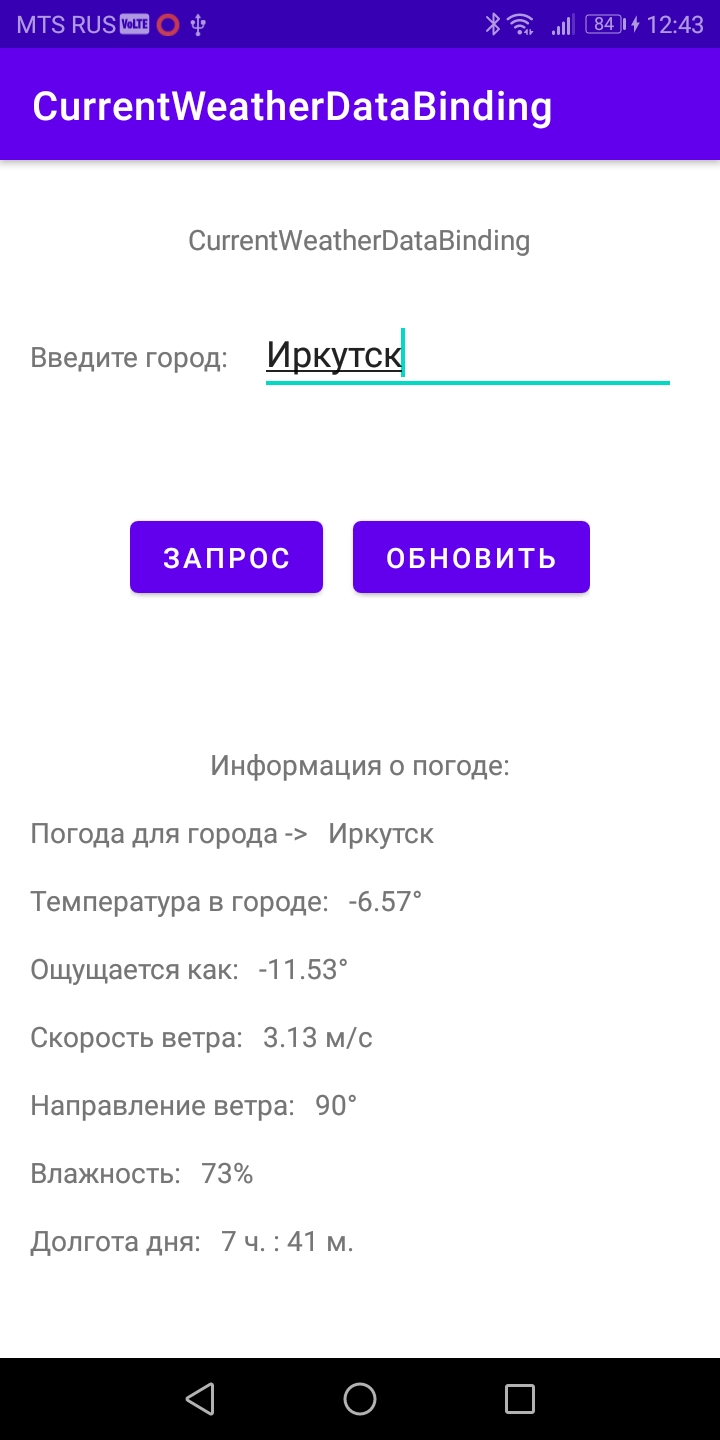 MTS RUS VoLTE 84 12:43
CurrentWeatherDataBinding
CurrentWeatherDataBinding
Введите город: Иркутск
ЗАПРОС ОБНОВИТЬ
Информация о погоде:
Погода для города -> Иркутск
Температура в городе: -6.57°
Ощущается как: -11.53°
Скорость ветра: 3.13 м/с
Направление ветра: 90°
Влажность: 73%
Долгота дня: 7 ч. : 41 м.